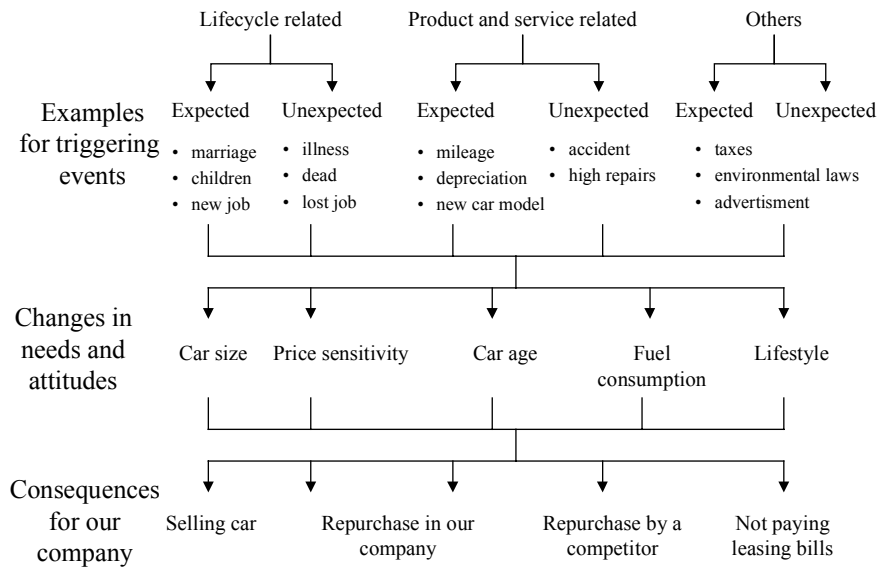 Lifecycle related
Product and service related
Others
Examples
for triggering
events
Expected
Unexpected
Expected
Unexpected
Expected
Unexpected
• marriage
• children
• new job
• illness
• dead
• lost job
• mileage
• depreciation
• new car model
• accident
• high repairs
• taxes
• environmental laws
• advertisment
Changes in
needs and
attitudes
Car size
Price sensitivity
Car age
Fuel
consumption
Lifestyle
Consequences
for our
company
Selling car
Repurchase in our
company
Repurchase by a
competitor
Not paying
leasing bills